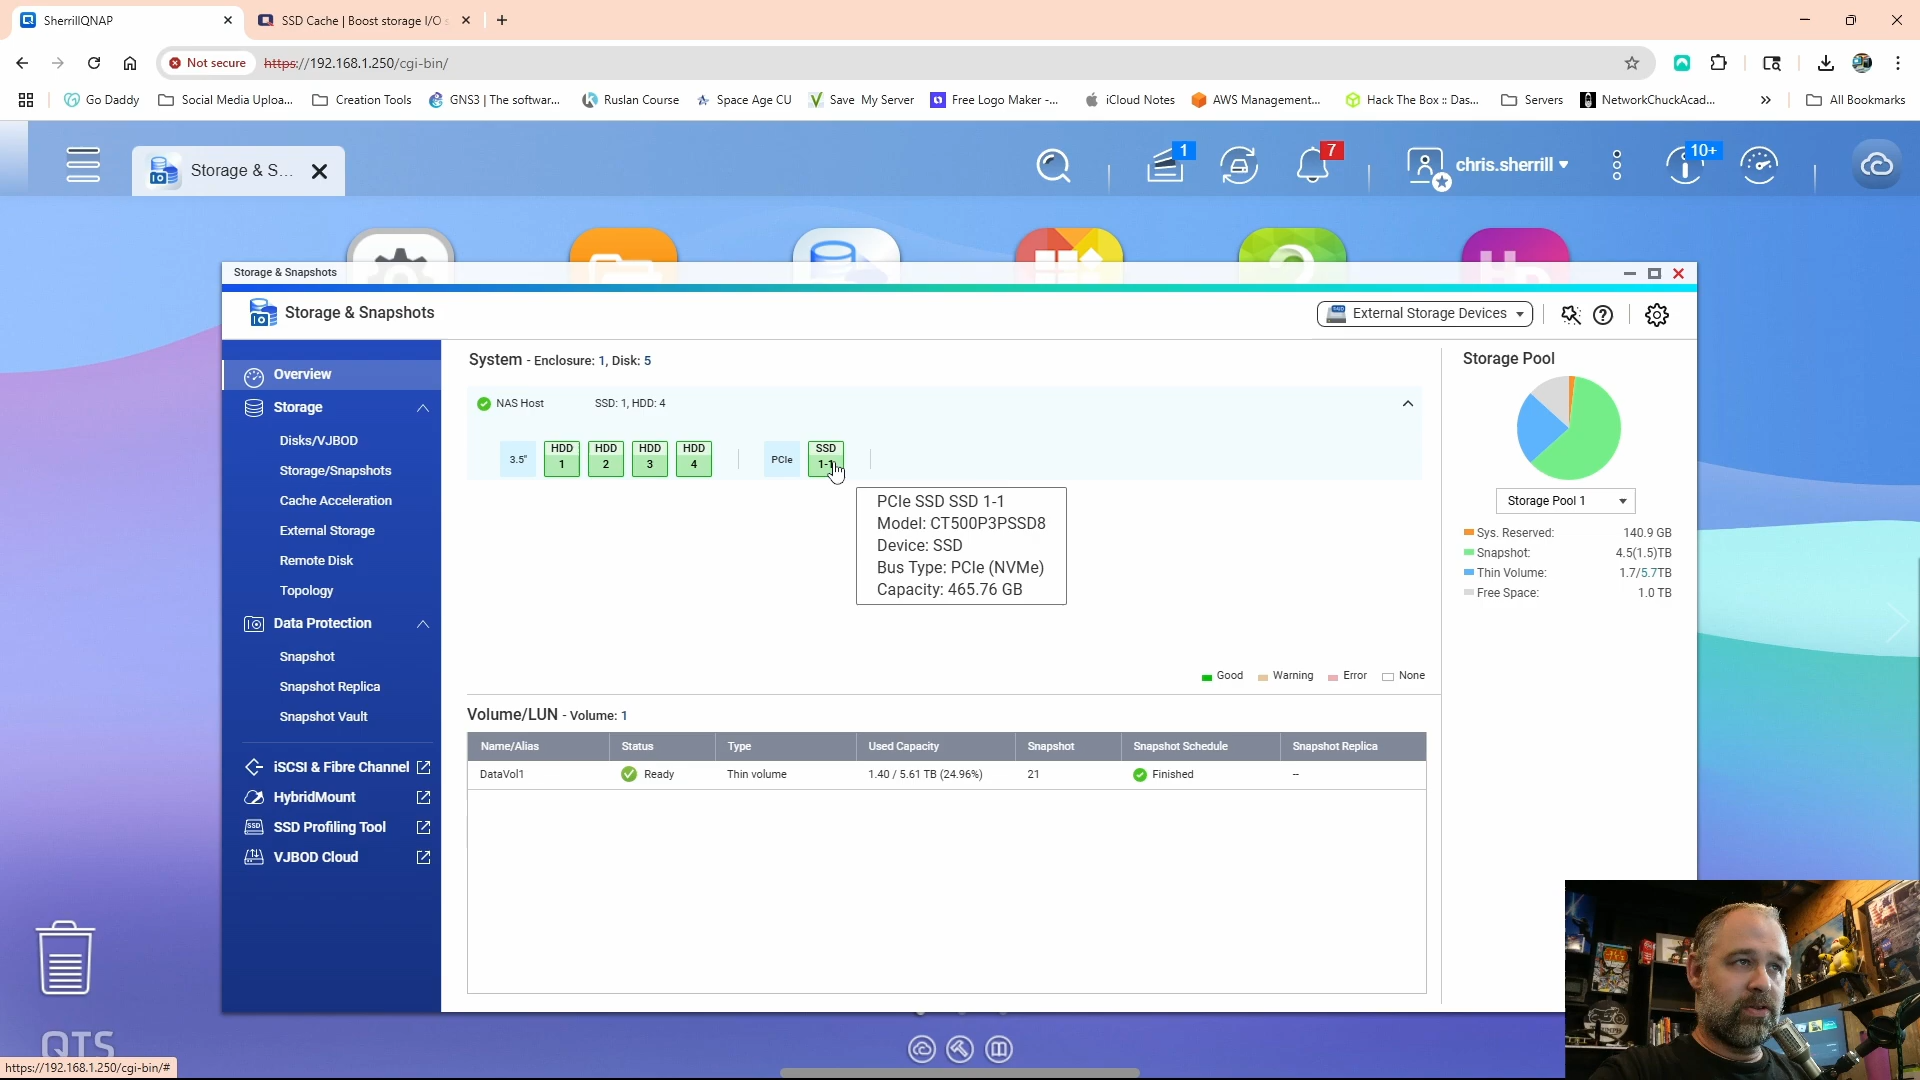 SherrillQNAP
SSD Cache | Boost storage I/O
Not secure https://192.168.1.250/cgi-bin/
Go Daddy
Social Media Uploa...
Creation Tools
GNS3 | The softwar...
Ruslan Course
Space Age CU
Save My Server
Free Logo Maker -...
iCloud Notes
AWS Management...
Hack The Box :: Das...
Servers
NetworkChuckAcad...
All Bookmarks
Storage & S...
1
7
chris.sherrill
10+
Storage & Snapshots
Storage & Snapshots
External Storage Devices
Overview
Storage
Disks/VJBOD
Storage/Snapshots
Cache Acceleration
External Storage
Remote Disk
Topology
Data Protection
Snapshot
Snapshot Replica
Snapshot Vault
iSCSI & Fibre Channel
HybridMount
SSD Profiling Tool
VJBOD Cloud
System - Enclosure: 1, Disk: 5
NAS Host SSD: 1, HDD: 4
3.5"
HDD 1
HDD 2
HDD 3
HDD 4
PCIe
SSD 1-1
PCIe SSD SSD 1-1
Model: CT500P3PSSD8
Device: SSD
Bus Type: PCIe (NVMe)
Capacity: 465.76 GB
Good Warning Error None
Volume/LUN - Volume: 1
Name/Alias Status Type Used Capacity Snapshot Snapshot Schedule Snapshot Replica
DataVol1 Ready Thin volume 1.40 / 5.61 TB (24.96%) 21 Finished --
Storage Pool
Storage Pool 1
Sys. Reserved: 140.9 GB
Snapshot: 4.5(1.5)TB
Thin Volume: 1.7/5.7TB
Free Space: 1.0 TB
QTS
https://192.168.1.250/cgi-bin/#